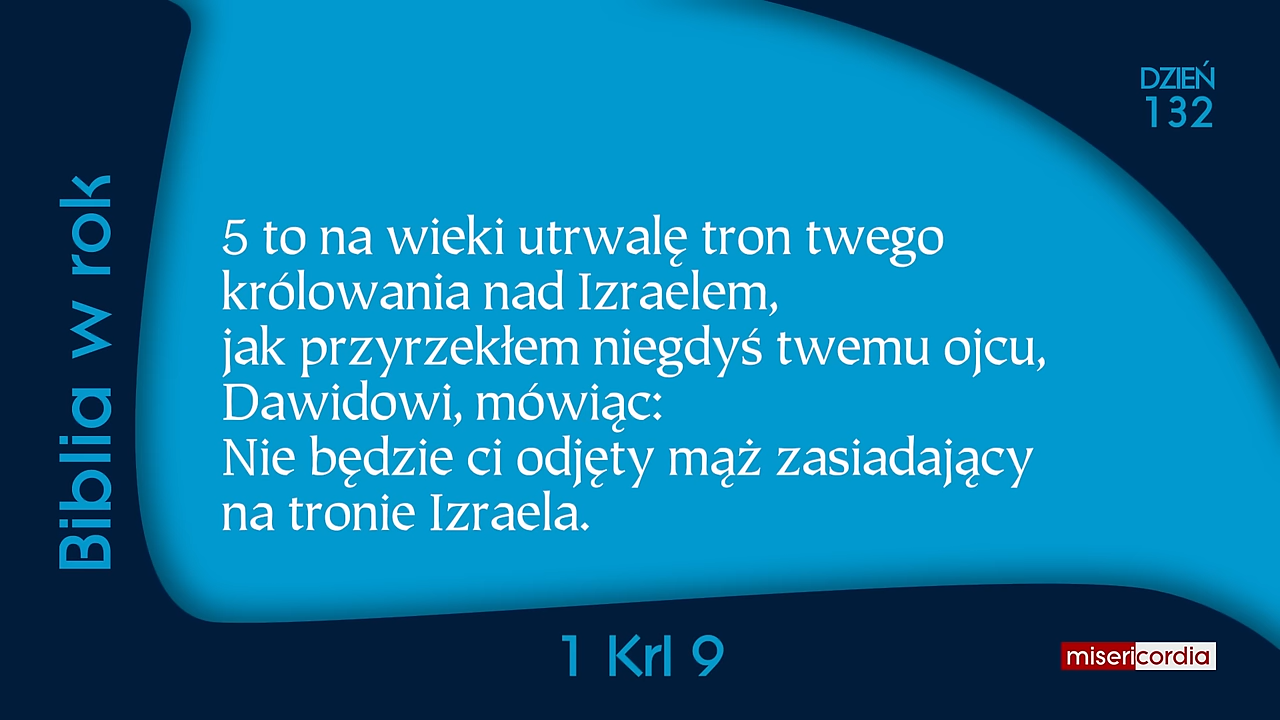 Biblia w rok
DZIEŃ
132
5 to na wieki utrwalę tron twego
królowania nad Izraelem,
jak przyrzekłem niegdyś twemu ojcu,
Dawidowi, mówiąc:
Nie będzie ci odjęty mąż zasiadający
na tronie Izraela.
1 Krl 9
misericordia